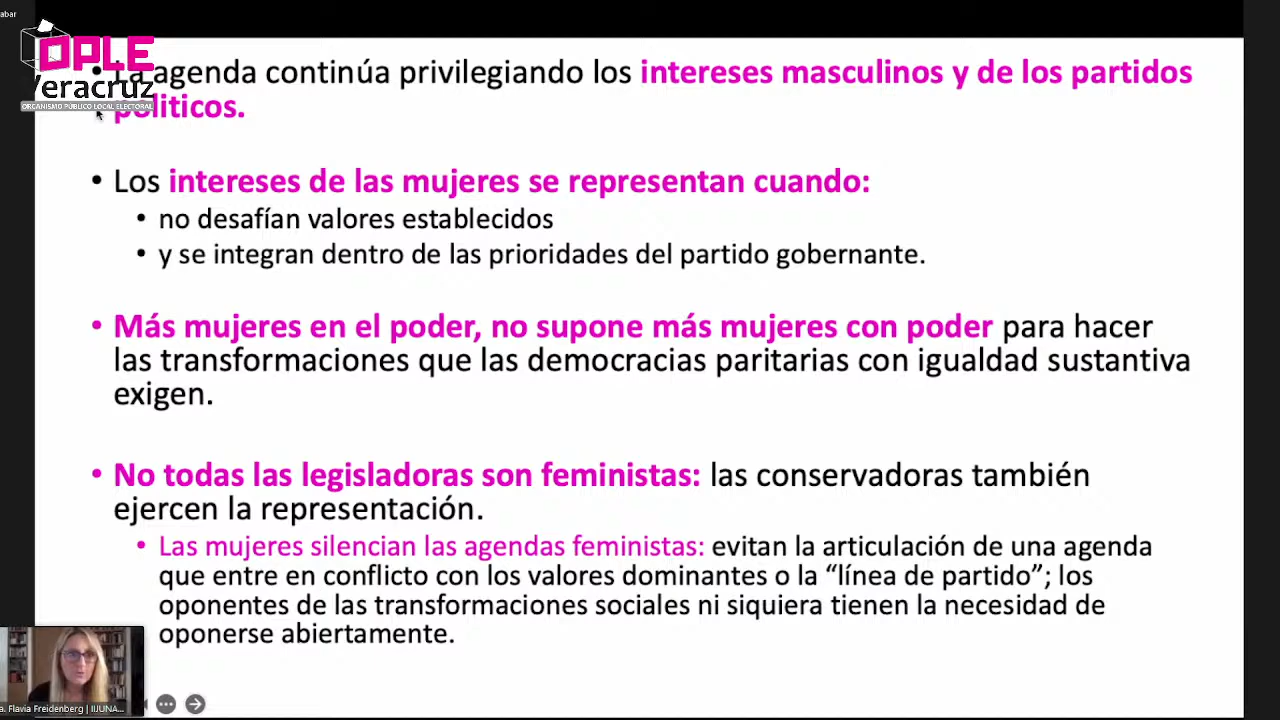 abar
OPLE
Veracruz
ORGANISMO PÚBLICO LOCAL ELECTORAL
• La agenda continúa privilegiando los intereses masculinos y de los partidos
políticos.
• Los intereses de las mujeres se representan cuando:
• no desafían valores establecidos
• y se integran dentro de las prioridades del partido gobernante.
• Más mujeres en el poder, no supone más mujeres con poder para hacer
las transformaciones que las democracias paritarias con igualdad sustantiva
exigen.
• No todas las legisladoras son feministas: las conservadoras también
ejercen la representación.
• Las mujeres silencian las agendas feministas: evitan la articulación de una agenda
que entre en conflicto con los valores dominantes o la “línea de partido”; los
oponentes de las transformaciones sociales ni siquiera tienen la necesidad de
oponerse abiertamente.
a. Flavia Freidenberg | IIJUNA...